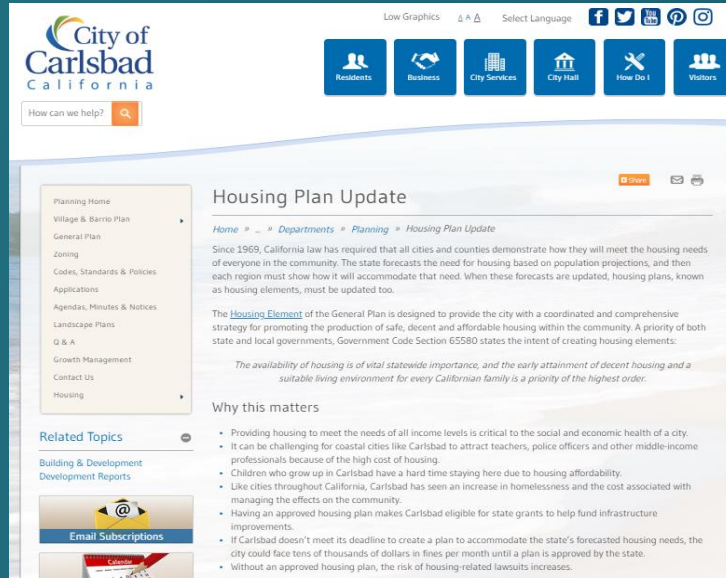 Low Graphics A A A Select Language
City of
Carlsbad
California
Residents Business City Services City Hall How Do I Visitors
How can we help?
Share
Planning Home
Village & Barrio Plan
General Plan
Zoning
Codes, Standards & Policies
Applications
Agendas, Minutes & Notices
Landscape Plans
Q & A
Growth Management
Contact Us
Housing
Related Topics
Building & Development
Development Reports
@
Email Subscriptions
Calendar
Housing Plan Update
Home » ... » Departments » Planning » Housing Plan Update
Since 1969, California law has required that all cities and counties demonstrate how they will meet the housing needs
of everyone in the community. The state forecasts the need for housing based on population projections, and then
each region must show how it will accommodate that need. When these forecasts are updated, housing plans, known
as housing elements, must be updated too.
The Housing Element of the General Plan is designed to provide the city with a coordinated and comprehensive
strategy for promoting the production of safe, decent and affordable housing within the community. A priority of both
state and local governments, Government Code Section 65580 states the intent of creating housing elements:
The availability of housing is of vital statewide importance, and the early attainment of decent housing and a
suitable living environment for every Californian family is a priority of the highest order.
Why this matters
• Providing housing to meet the needs of all income levels is critical to the social and economic health of a city.
• It can be challenging for coastal cities like Carlsbad to attract teachers, police officers and other middle-income
professionals because of the high cost of housing.
• Children who grow up in Carlsbad have a hard time staying here due to housing affordability.
• Like cities throughout California, Carlsbad has seen an increase in homelessness and the cost associated with
managing the effects on the community.
• Having an approved housing plan makes Carlsbad eligible for state grants to help fund infrastructure
improvements.
• If Carlsbad doesn't meet its deadline to create a plan to accommodate the state's forecasted housing needs, the
city could face tens of thousands of dollars in fines per month until a plan is approved by the state.
• Without an approved housing plan, the risk of housing-related lawsuits increases.